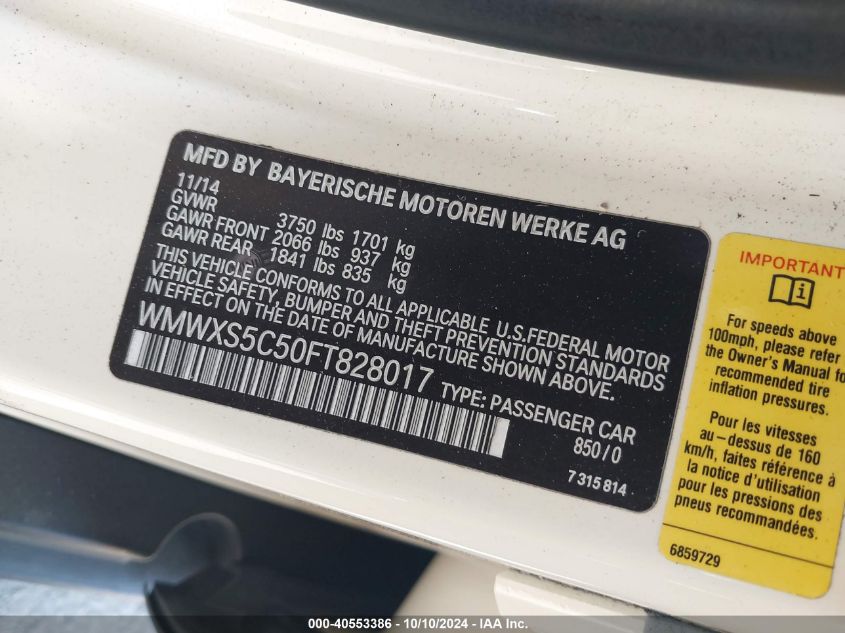 MFD BY BAYERISCHE MOTOREN WERKE AG
11/14
GVWR 3750 lbs 1701 kg
GAWR FRONT 2066 lbs 937 kg
GAWR REAR 1841 lbs 835 kg
THIS VEHICLE CONFORMS TO ALL APPLICABLE U.S.FEDERAL MOTOR
VEHICLE SAFETY, BUMPER AND THEFT PREVENTION STANDARDS
IN EFFECT ON THE DATE OF MANUFACTURE SHOWN ABOVE.
WMWXS5C50FT828017 TYPE: PASSENGER CAR
850/0
7 315 814
IMPORTANT
i
For speeds above
100mph, please refer
the Owner's Manual fo
recommended tire
inflation pressures.
Pour les vitesses
au–dessus de 160
km/h, faites référence à
la notice d'utilisation
pour les pressions des
pneus recommandées.
6859729
000-40553386 - 10/10/2024 - IAA Inc.